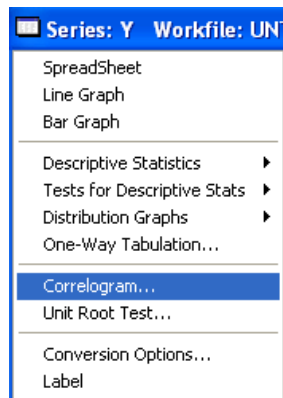 Series: Y Workfile: UN
SpreadSheet
Line Graph
Bar Graph
Descriptive Statistics
Tests for Descriptive Stats
Distribution Graphs
One-Way Tabulation...
Correlogram...
Unit Root Test...
Conversion Options...
Label